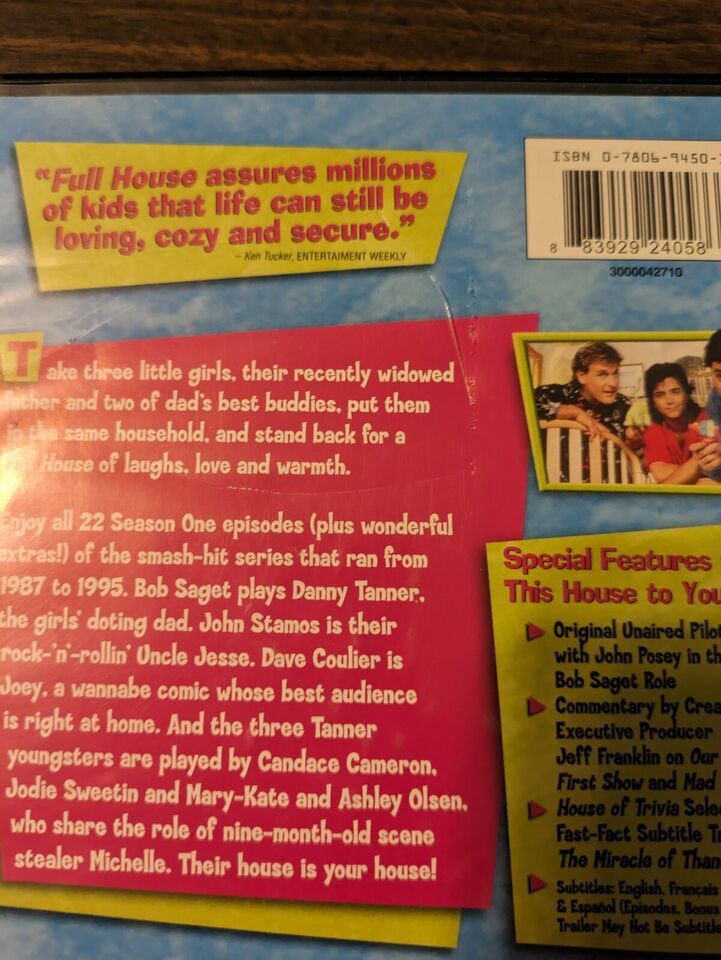 "Full House assures millions
of kids that life can still be
loving, cozy and secure."
– Ken Tucker, ENTERTAIMENT WEEKLY
ISBN 0-7806-9450-
8 83929 24058
3000042710
Take three little girls, their recently widowed
father and two of dad's best buddies, put them
in the same household, and stand back for a
House of laughs, love and warmth.
Enjoy all 22 Season One episodes (plus wonderful
extras!) of the smash-hit series that ran from
1987 to 1995. Bob Saget plays Danny Tanner,
the girls' doting dad. John Stamos is their
rock-'n'-rollin' Uncle Jesse. Dave Coulier is
Joey, a wannabe comic whose best audience
is right at home. And the three Tanner
youngsters are played by Candace Cameron,
Jodie Sweetin and Mary-Kate and Ashley Olsen,
who share the role of nine-month-old scene
stealer Michelle. Their house is your house!
Special Features
This House to You
Original Unaired Pilot
with John Posey in th
Bob Saget Role
Commentary by Crea
Executive Producer
Jeff Franklin on Our
First Show and Mad
House of Trivia Selec
Fast-Fact Subtitle Tr
The Miracle of Than
Subtitles: English, Français
& Español (Episodes. Bonus
Trailer May Not Be Subtitle